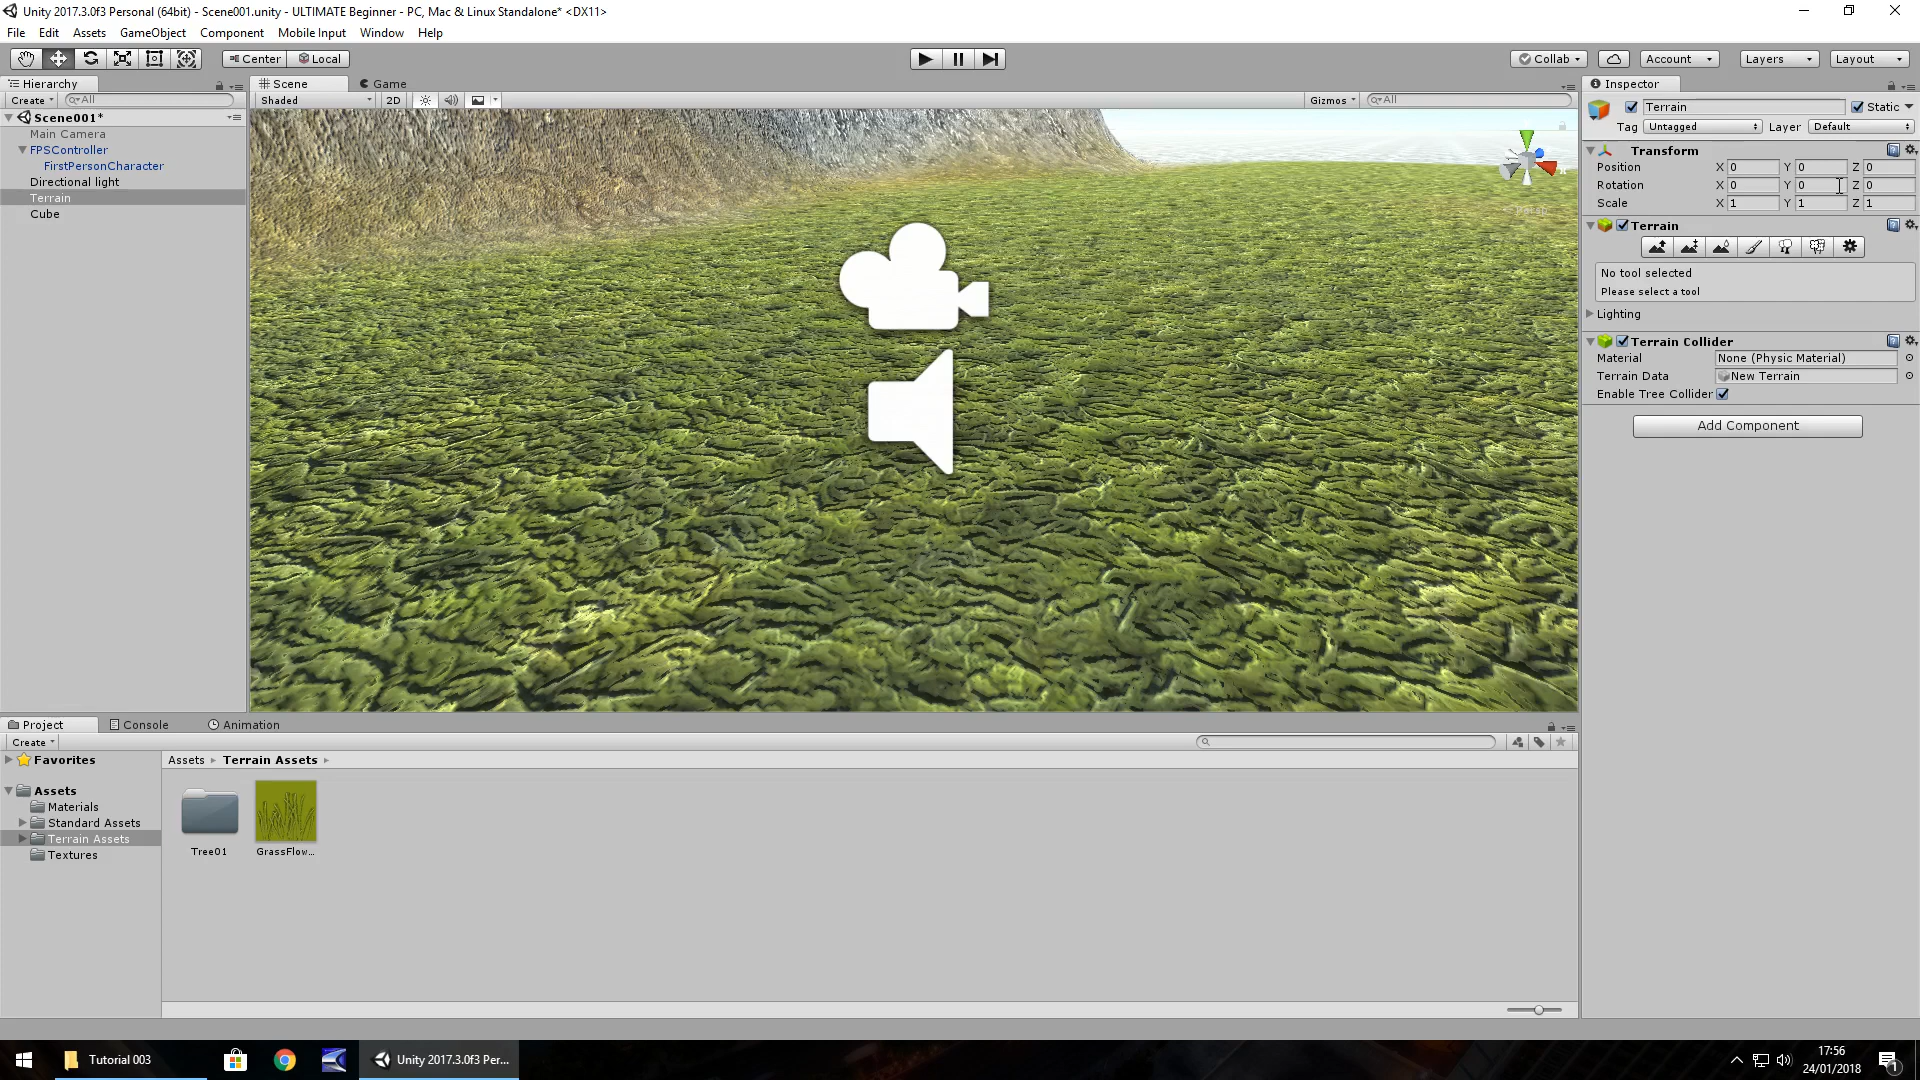 Unity 2017.3.0f3 Personal (64bit) - Scene001.unity - ULTIMATE Beginner - PC, Mac & Linux Standalone* <DX11>
File Edit Assets GameObject Component Mobile Input Window Help
Center Local Collab Account Layers Layout
Hierarchy
Create All
Scene001*
Main Camera
FPSController
FirstPersonCharacter
Directional light
Terrain
Cube
Scene Game
Shaded 2D Gizmos All
Persp
Inspector
Terrain Static
Tag Untagged Layer Default
Transform
Position X 0 Y 0 Z 0
Rotation X 0 Y 0 Z 0
Scale X 1 Y 1 Z 1
Terrain
No tool selected
Please select a tool
Lighting
Terrain Collider
Material None (Physic Material)
Terrain Data New Terrain
Enable Tree Collider
Add Component
Project Console Animation
Create
Favorites
Assets
Materials
Standard Assets
Terrain Assets
Textures
Assets Terrain Assets
Tree01 GrassFlow...
Tutorial 003
Unity 2017.3.0f3 Per...
17:56
24/01/2018
1